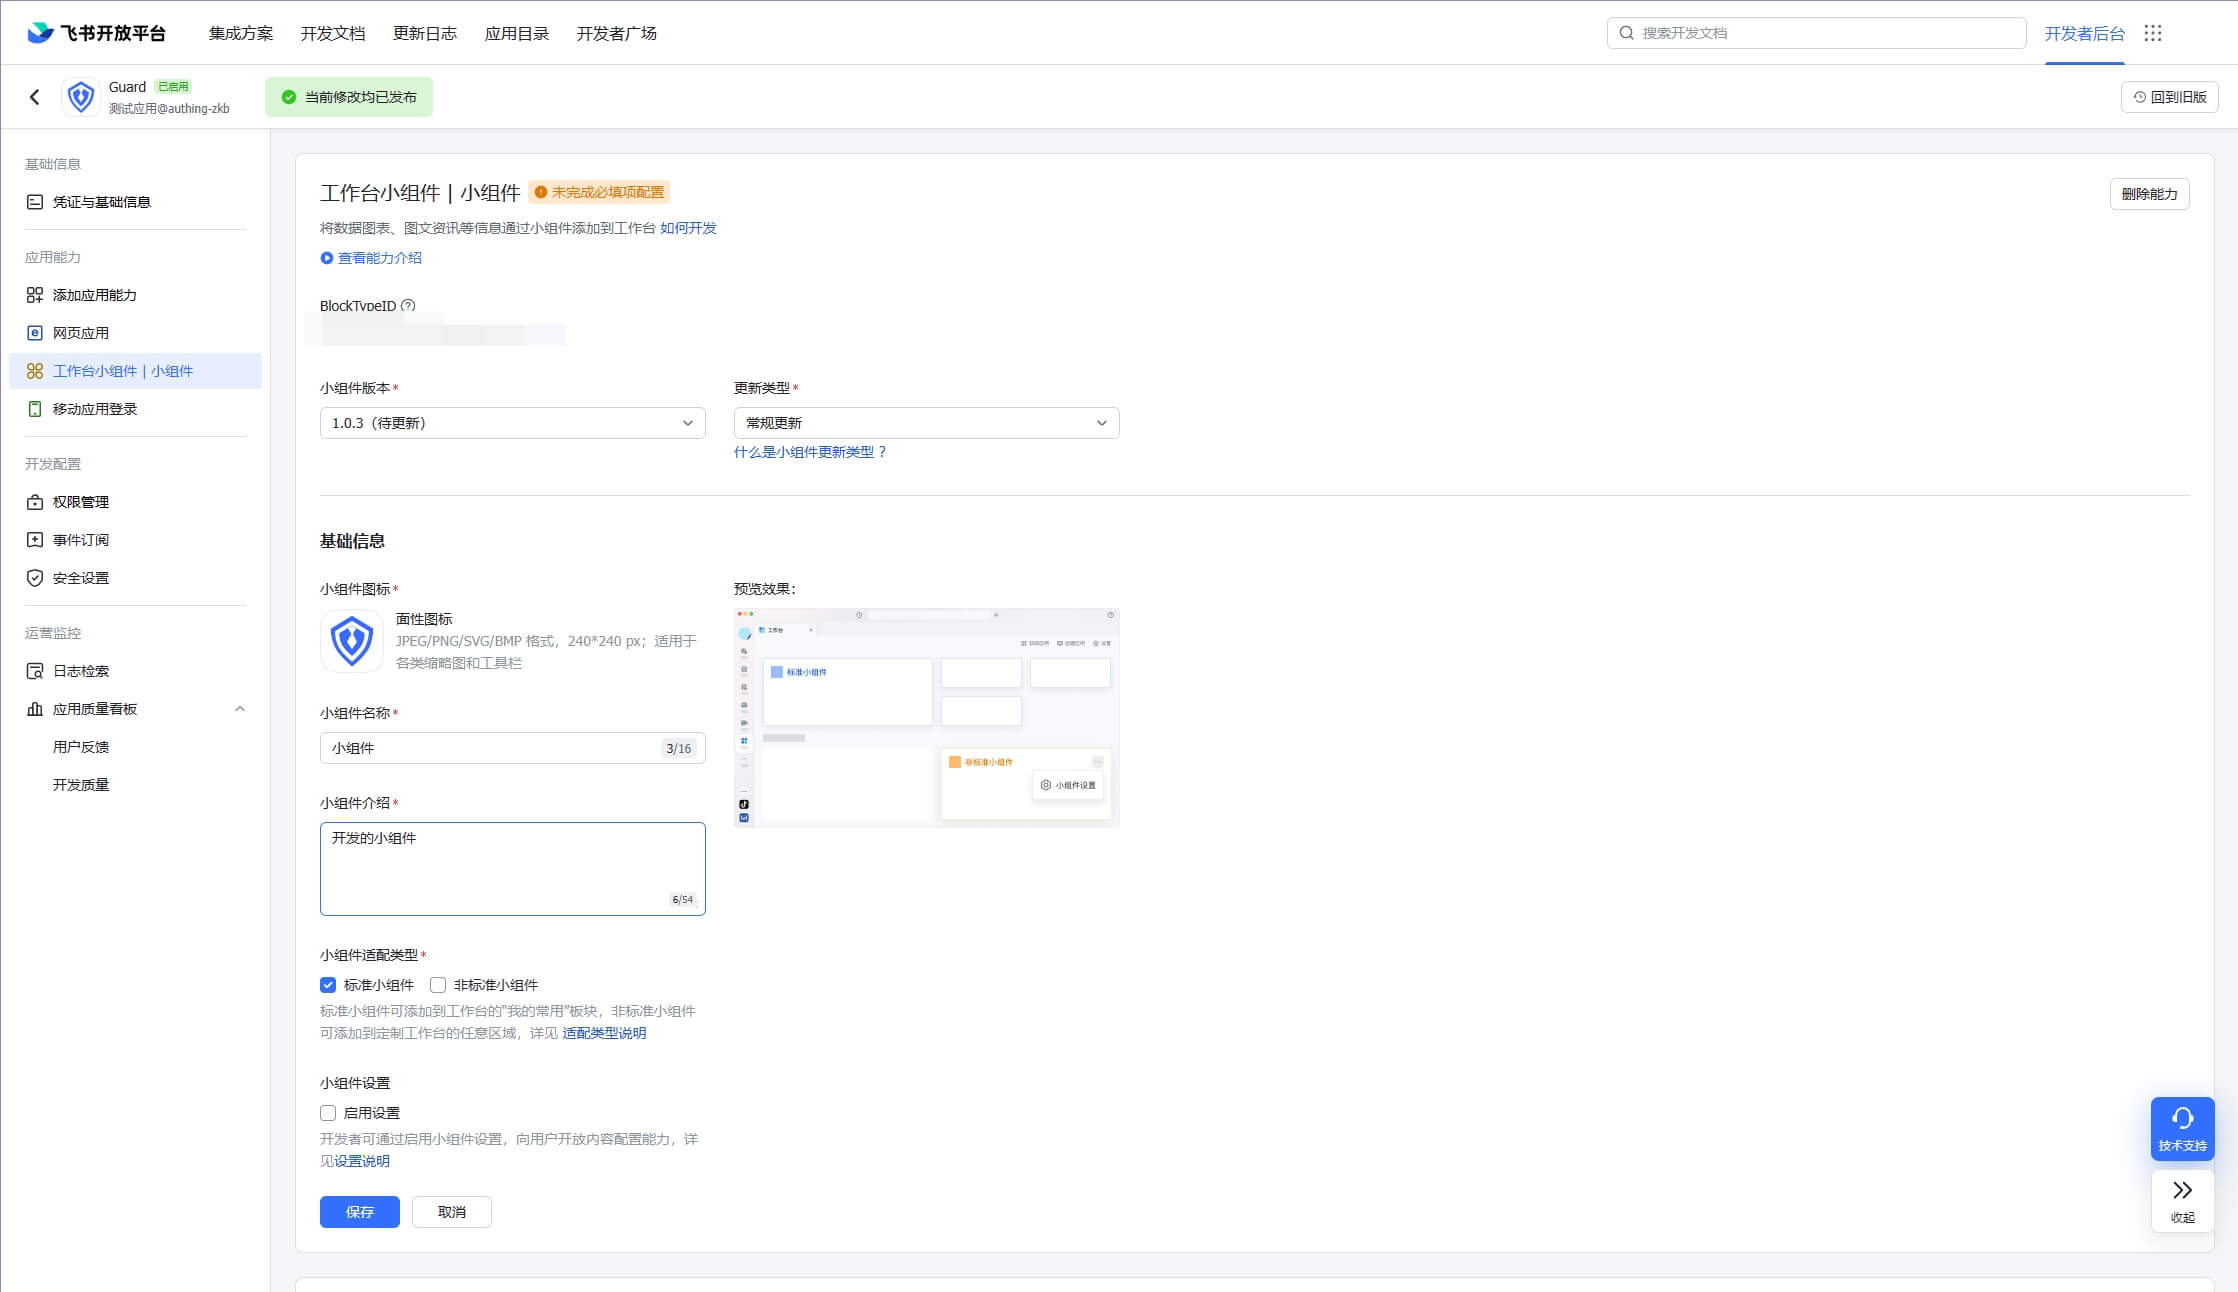 飞书开放平台
集成方案
开发文档
更新日志
应用目录
开发者广场
搜索开发文档
开发者后台
Guard 已启用
测试应用@authing-zkb
当前修改均已发布
回到旧版
基础信息
凭证与基础信息
应用能力
添加应用能力
网页应用
工作台小组件 | 小组件
移动应用登录
开发配置
权限管理
事件订阅
安全设置
运营监控
日志检索
应用质量看板
用户反馈
开发质量
工作台小组件 | 小组件 未完成必填项配置
删除能力
将数据图表、图文资讯等信息通过小组件添加到工作台 如何开发
查看能力介绍
BlockTypeID
小组件版本*
1.0.3（待更新）
更新类型*
常规更新
什么是小组件更新类型？
基础信息
小组件图标*
面性图标
JPEG/PNG/SVG/BMP 格式，240*240 px；适用于
各类缩略图和工具栏
小组件名称*
小组件 3/16
小组件介绍*
开发的小组件
6/54
预览效果：
工作台
设置
标准小组件
非标准小组件
小组件设置
小组件适配类型*
标准小组件 非标准小组件
标准小组件可添加到工作台的"我的常用"板块，非标准小组件
可添加到定制工作台的任意区域，详见 适配类型说明
小组件设置
启用设置
开发者可通过启用小组件设置，向用户开放内容配置能力，详
见设置说明
保存
取消
技术支持
收起